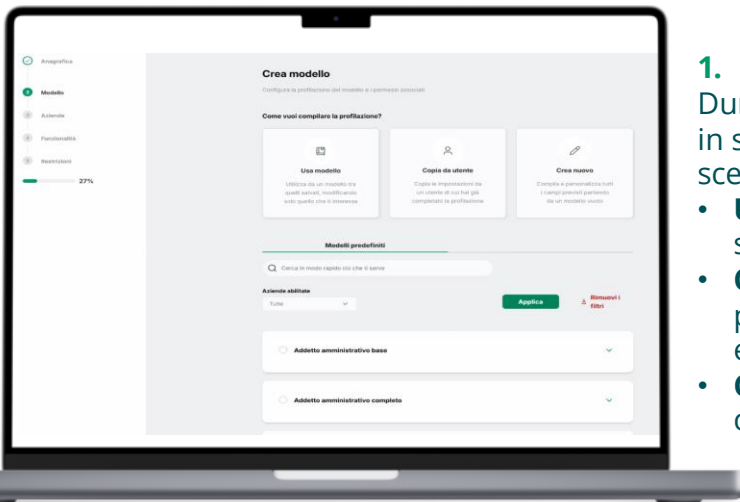 Anagrafica
Modello
Aziende
Funzionalità
Restrizioni
27%
Crea modello
Configura la profilazione del modello e i permessi associati
Come vuoi compilare la profilazione?
Usa modello
Utilizza da un modello tra
quelli salvati, modificando
solo quello che ti interessa
Copia da utente
Copia le impostazioni da
un utente di cui hai già
completato la profilazione
Crea nuovo
Compila e personalizza tutti
i campi previsti partendo
da un modello vuoto
Modelli predefiniti
Cerca in modo rapido ciò che ti serve
Aziende abilitate
Tutte
Applica
Rimuovi i
filtri
Addetto amministrativo base
Addetto amministrativo completo
1.
Du
in s
sce
• U
s
• C
p
e
• C